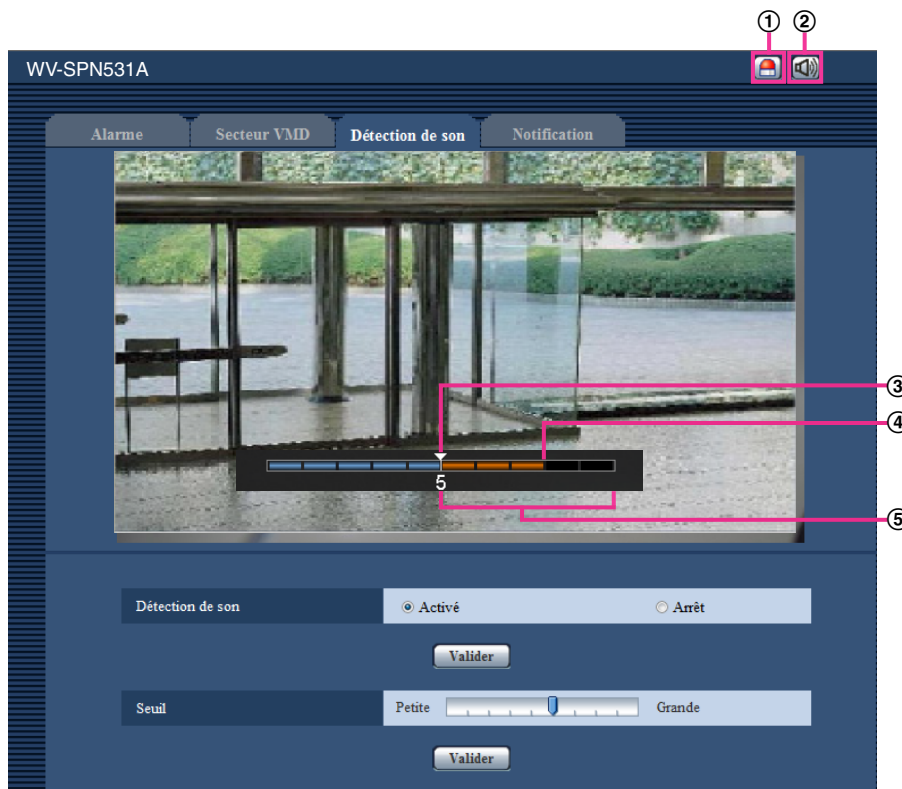 ① ②
WV-SPN531A
Alarme Secteur VMD Détection de son Notification
③
④
5
⑤
Détection de son Activé Arrêt
Valider
Seuil Petite Grande
Valider